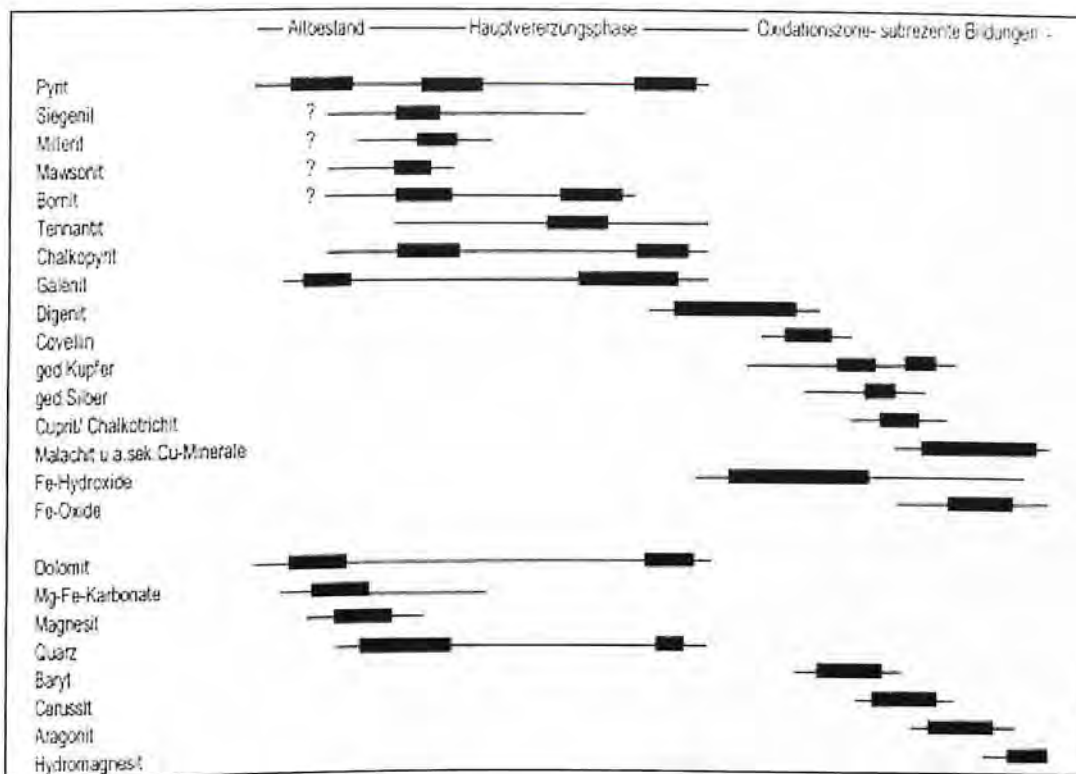 Altbestand Hauptvererzungsphase Oxidationszone- subrezente Bildungen -
Pyrit
Siegenit ?
Millerit ?
Mawsonit ?
Bornit ?
Tennantit
Chalkopyrit
Galenit
Digenit
Covellin
ged.Kupfer
ged.Silber
Cuprit/ Chalkotrichit
Malachit u.a.sek.Cu-Minerale
Fe-Hydroxide
Fe-Oxide
Dolomit
Mg-Fe-Karbonate
Magnesit
Quarz
Baryt
Cerussit
Aragonit
Hydromagnesit